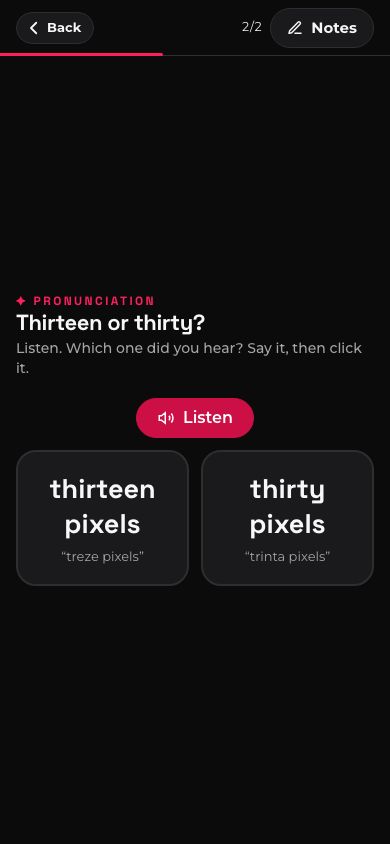 Back
2/2
Notes
PRONUNCIATION
Thirteen or thirty?
Listen. Which one did you hear? Say it, then click
it.
Listen
thirteen
pixels
“treze pixels”
thirty
pixels
“trinta pixels”